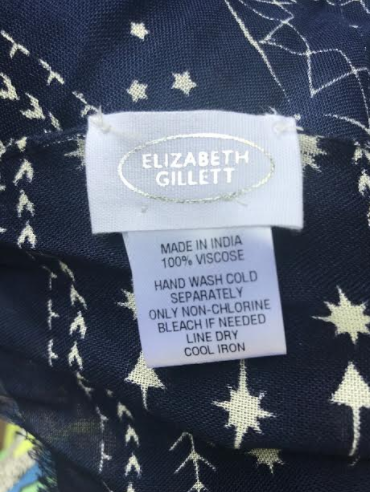 ELIZABETH
GILLETT
MADE IN INDIA
100% VISCOSE
HAND WASH COLD
SEPARATELY
ONLY NON-CHLORINE
BLEACH IF NEEDED
LINE DRY
COOL IRON